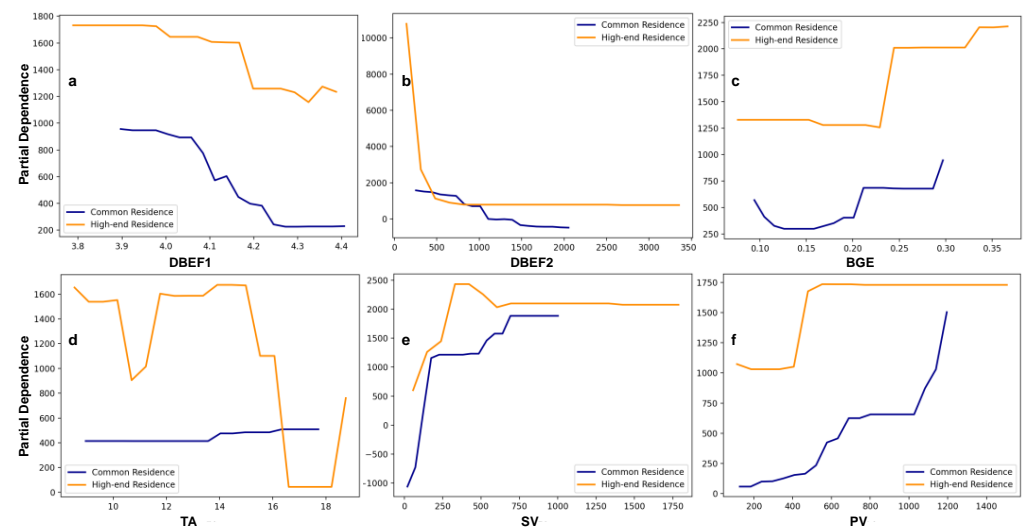 Partial Dependence
1800
1600
1400
1200
1000
800
600
400
200
a
Common Residence
High-end Residence
3.8 3.9 4.0 4.1 4.2 4.3 4.4
DBEF1
10000
8000
6000
4000
2000
0
b
Common Residence
High-end Residence
0 500 1000 1500 2000 2500 3000 3500
DBEF2
2250
2000
1750
1500
1250
1000
750
500
250
c
Common Residence
High-end Residence
0.10 0.15 0.20 0.25 0.30 0.35
BGE
Partial Dependence
1600
1400
1200
1000
800
600
400
200
0
d
Common Residence
High-end Residence
10 12 14 16 18
TA
2500
2000
1500
1000
500
0
−500
−1000
e
Common Residence
High-end Residence
0 250 500 750 1000 1250 1500 1750
SV
1750
1500
1250
1000
750
500
250
0
f
Common Residence
High-end Residence
200 400 600 800 1000 1200 1400
PV